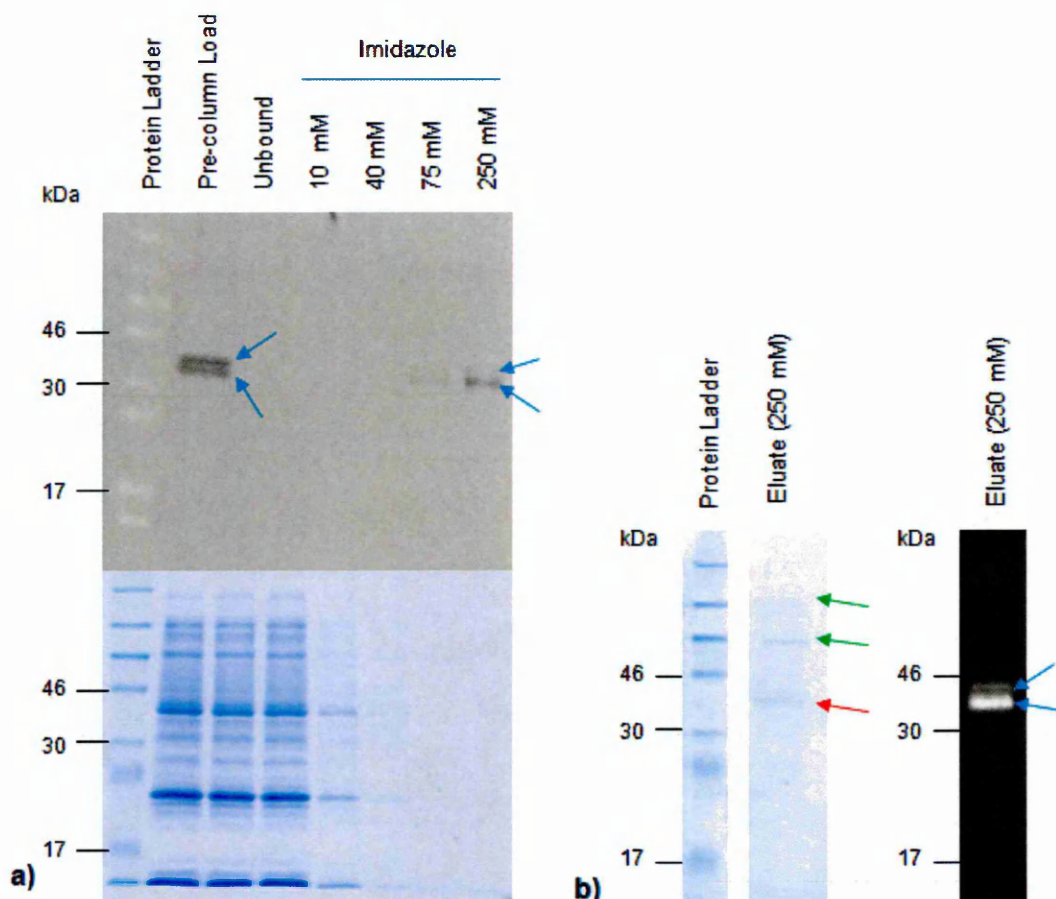 Imidazole
Protein Ladder
Pre-column Load
Unbound
10 mM
40 mM
75 mM
250 mM
kDa
46
30
17
46
30
17
a)
Protein Ladder
Eluate (250 mM)
kDa
46
30
17
b)
Eluate (250 mM)
kDa
46
30
17